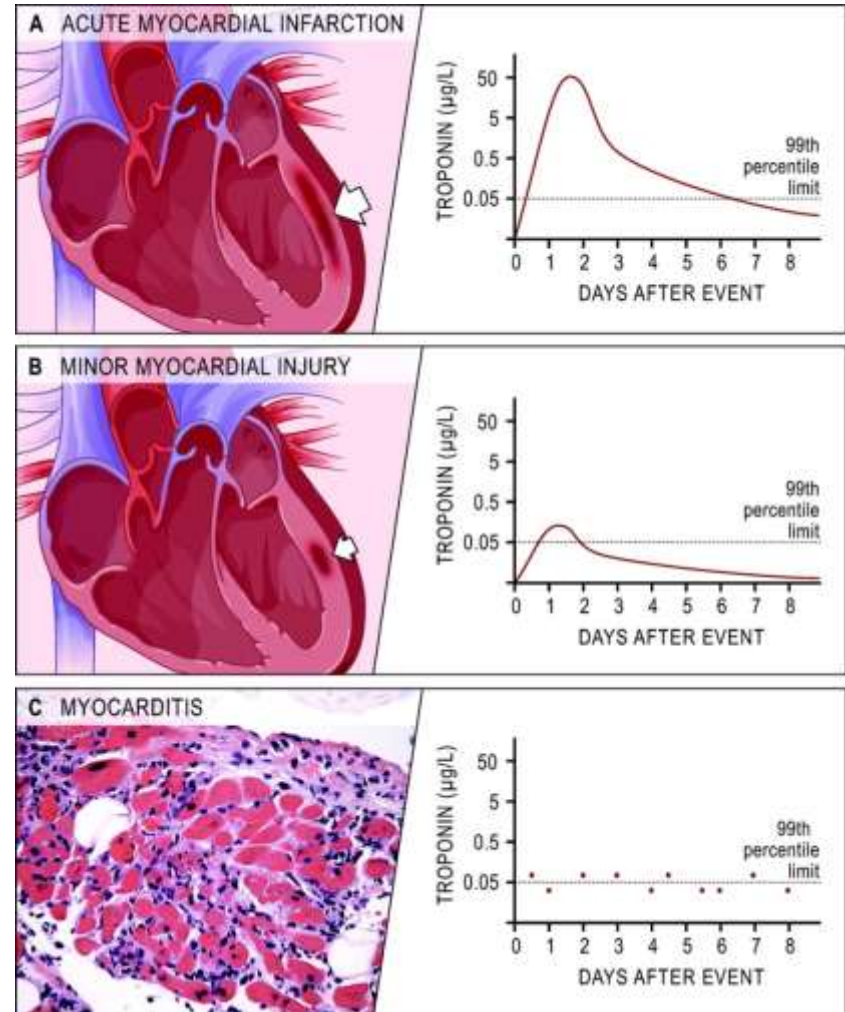 A ACUTE MYOCARDIAL INFARCTION
TROPONIN (µg/L)
50
5
0.5
0.05
99th
percentile
limit
0 1 2 3 4 5 6 7 8
DAYS AFTER EVENT
B MINOR MYOCARDIAL INJURY
TROPONIN (µg/L)
50
5
0.5
0.05
99th
percentile
limit
0 1 2 3 4 5 6 7 8
DAYS AFTER EVENT
C MYOCARDITIS
TROPONIN (µg/L)
50
5
0.5
0.05
99th
percentile
limit
0 1 2 3 4 5 6 7 8
DAYS AFTER EVENT